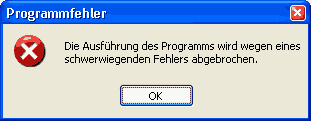 Programmfehler
Die Ausführung des Programms wird wegen eines
schwerwiegenden Fehlers abgebrochen.
OK